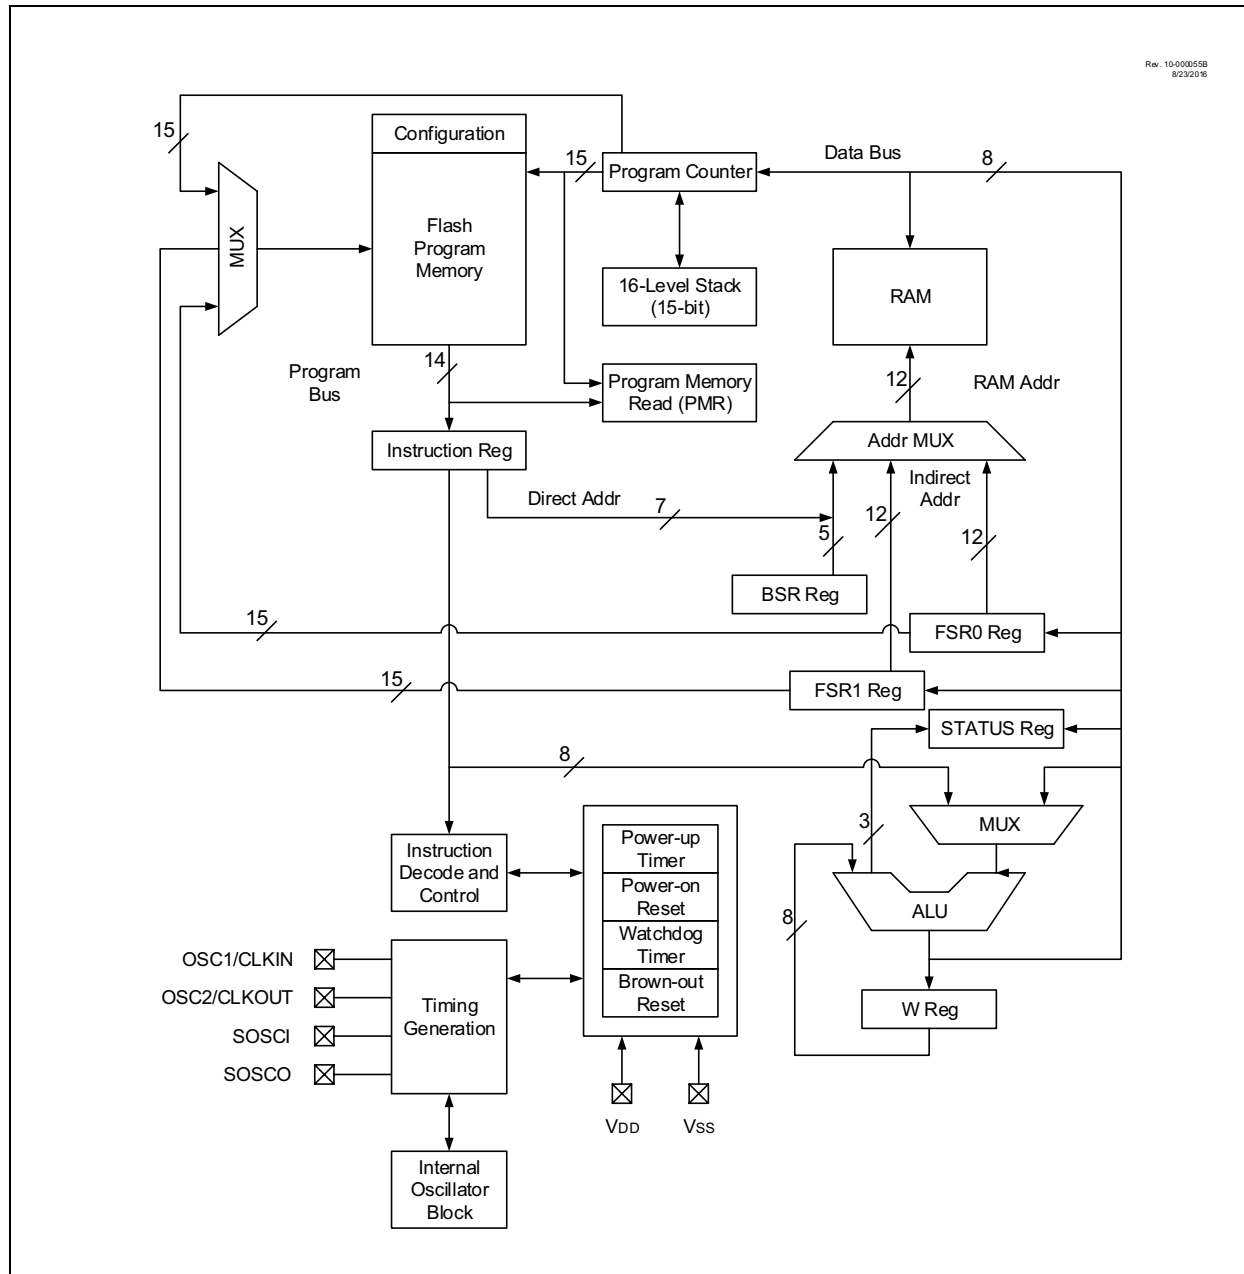 Rev. 10-000055B
8/23/2016
15
Configuration
15
Program Counter
Data Bus
8
MUX
Flash
Program
Memory
16-Level Stack
(15-bit)
RAM
Program
Bus
14
Program Memory
Read (PMR)
12
RAM Addr
Instruction Reg
Addr MUX
Indirect
Addr
Direct Addr
7
5
12
12
BSR Reg
15
FSR0 Reg
15
FSR1 Reg
STATUS Reg
8
3
MUX
Instruction
Decode and
Control
Power-up
Timer
Power-on
Reset
Watchdog
Timer
Brown-out
Reset
8
ALU
OSC1/CLKIN
OSC2/CLKOUT
SOSCI
SOSCO
Timing
Generation
W Reg
VDD
VSS
Internal
Oscillator
Block